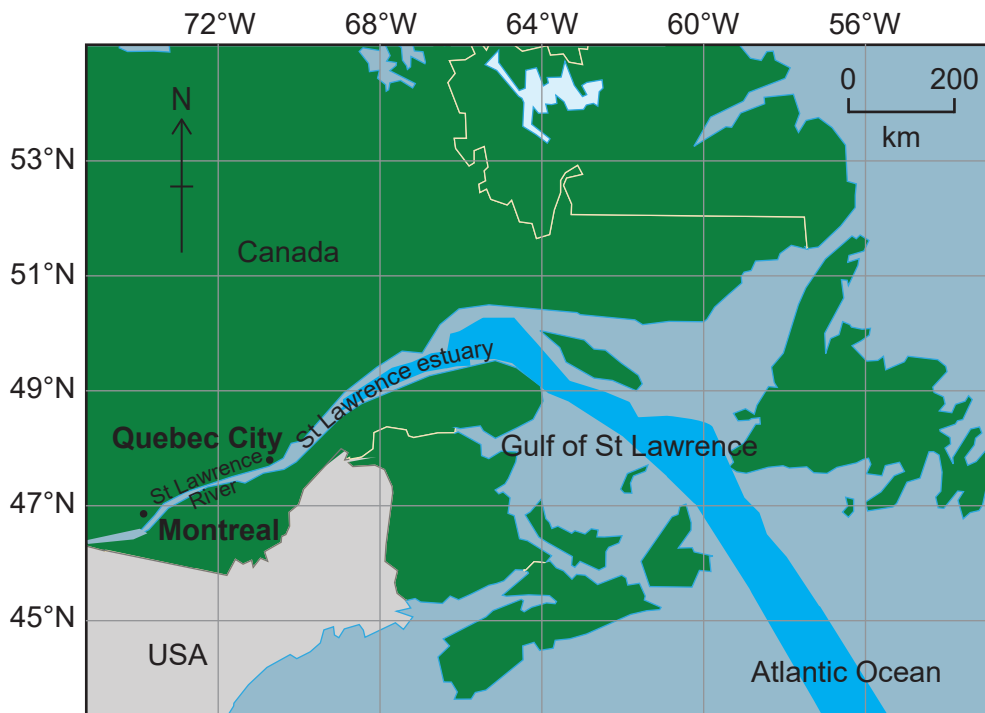 72°W 68°W 64°W 60°W 56°W
0 200
km
N
53°N
Canada
51°N
St Lawrence estuary
49°N
Quebec City
Gulf of St Lawrence
St Lawrence
River
47°N
Montreal
45°N
USA
Atlantic Ocean